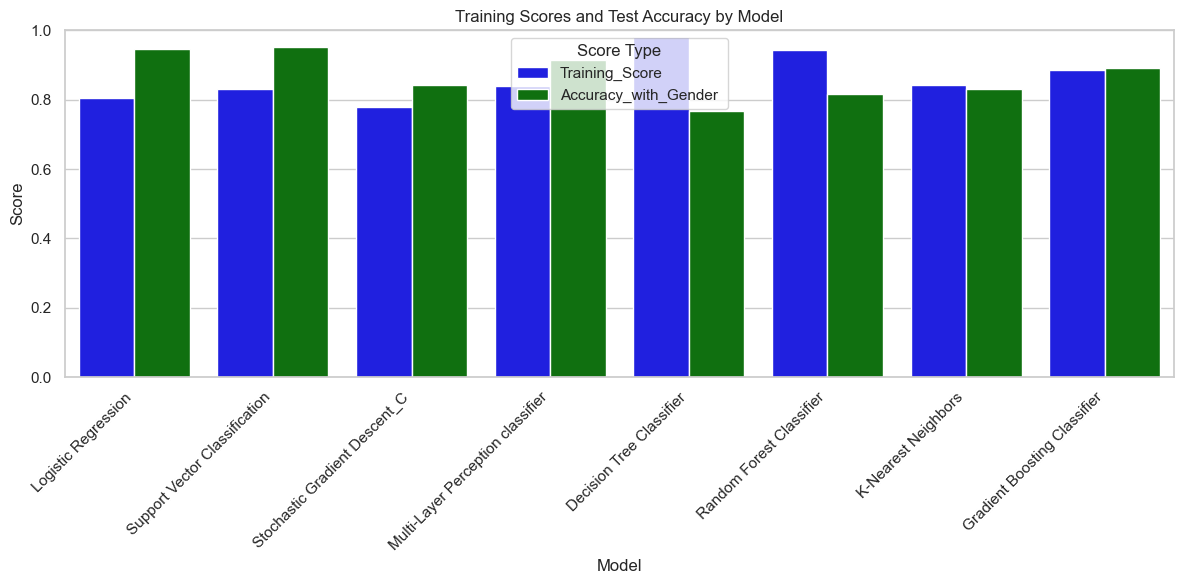 Training Scores and Test Accuracy by Model
Score Type
Training_Score
Accuracy_with_Gender
Score
1.0
0.8
0.6
0.4
0.2
0.0
Logistic Regression
Support Vector Classification
Stochastic Gradient Descent_C
Multi-Layer Perception classifier
Decision Tree Classifier
Random Forest Classifier
K-Nearest Neighbors
Gradient Boosting Classifier
Model